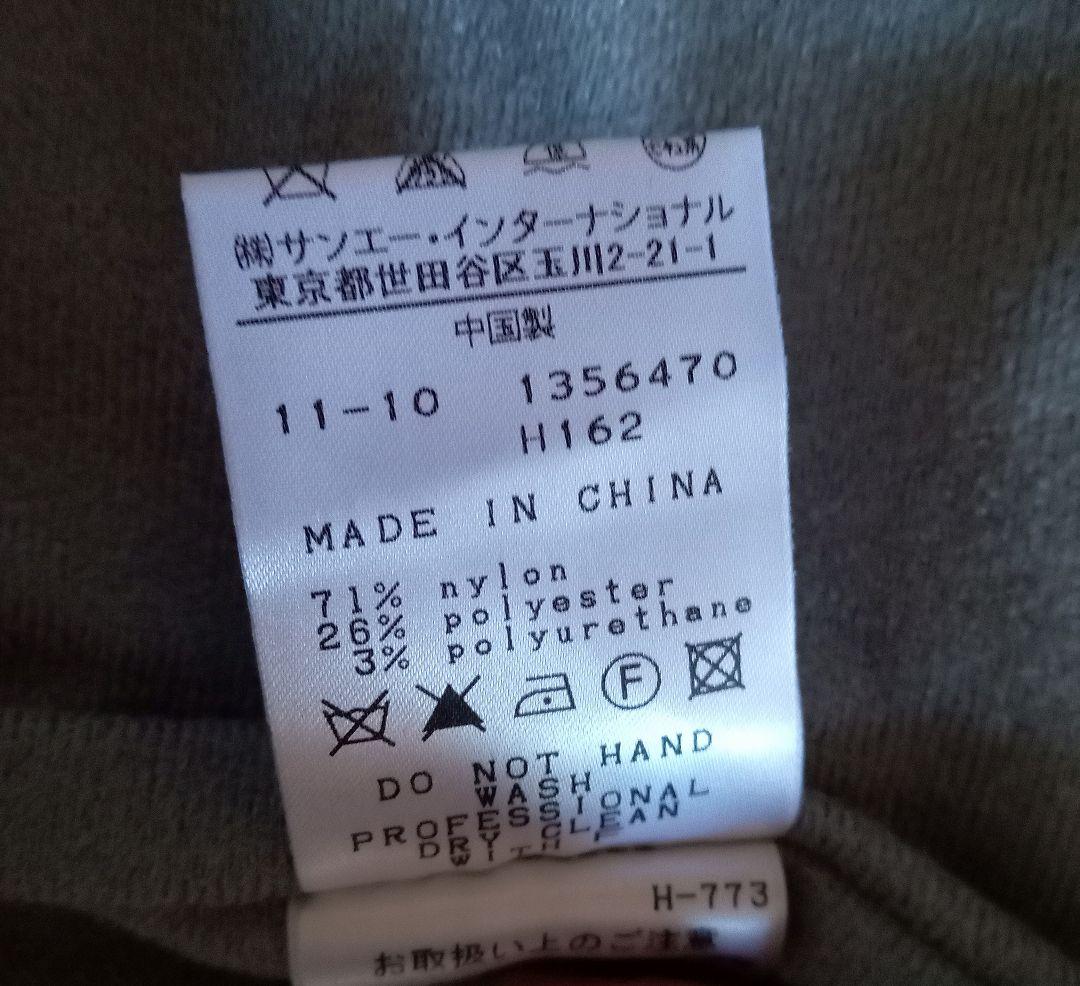 ㈱サンエー・インターナショナル
東京都世田谷区玉川2-21-1
中国製
11-10 1356470
H162
MADE IN CHINA
71% nylon
26% polyester
3% polyurethane
F
DO NOT HAND
WASH
PROFESSIONAL
DRY CLEAN
H-773
お取扱い上のご注意